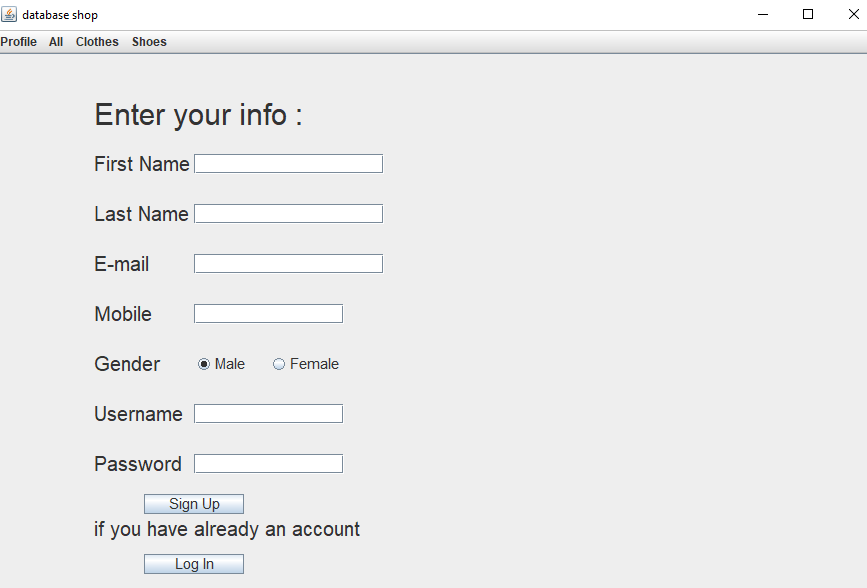 database shop
Profile All Clothes Shoes
Enter your info :
First Name
Last Name
E-mail
Mobile
Gender Male Female
Username
Password
Sign Up
if you have already an account
Log In